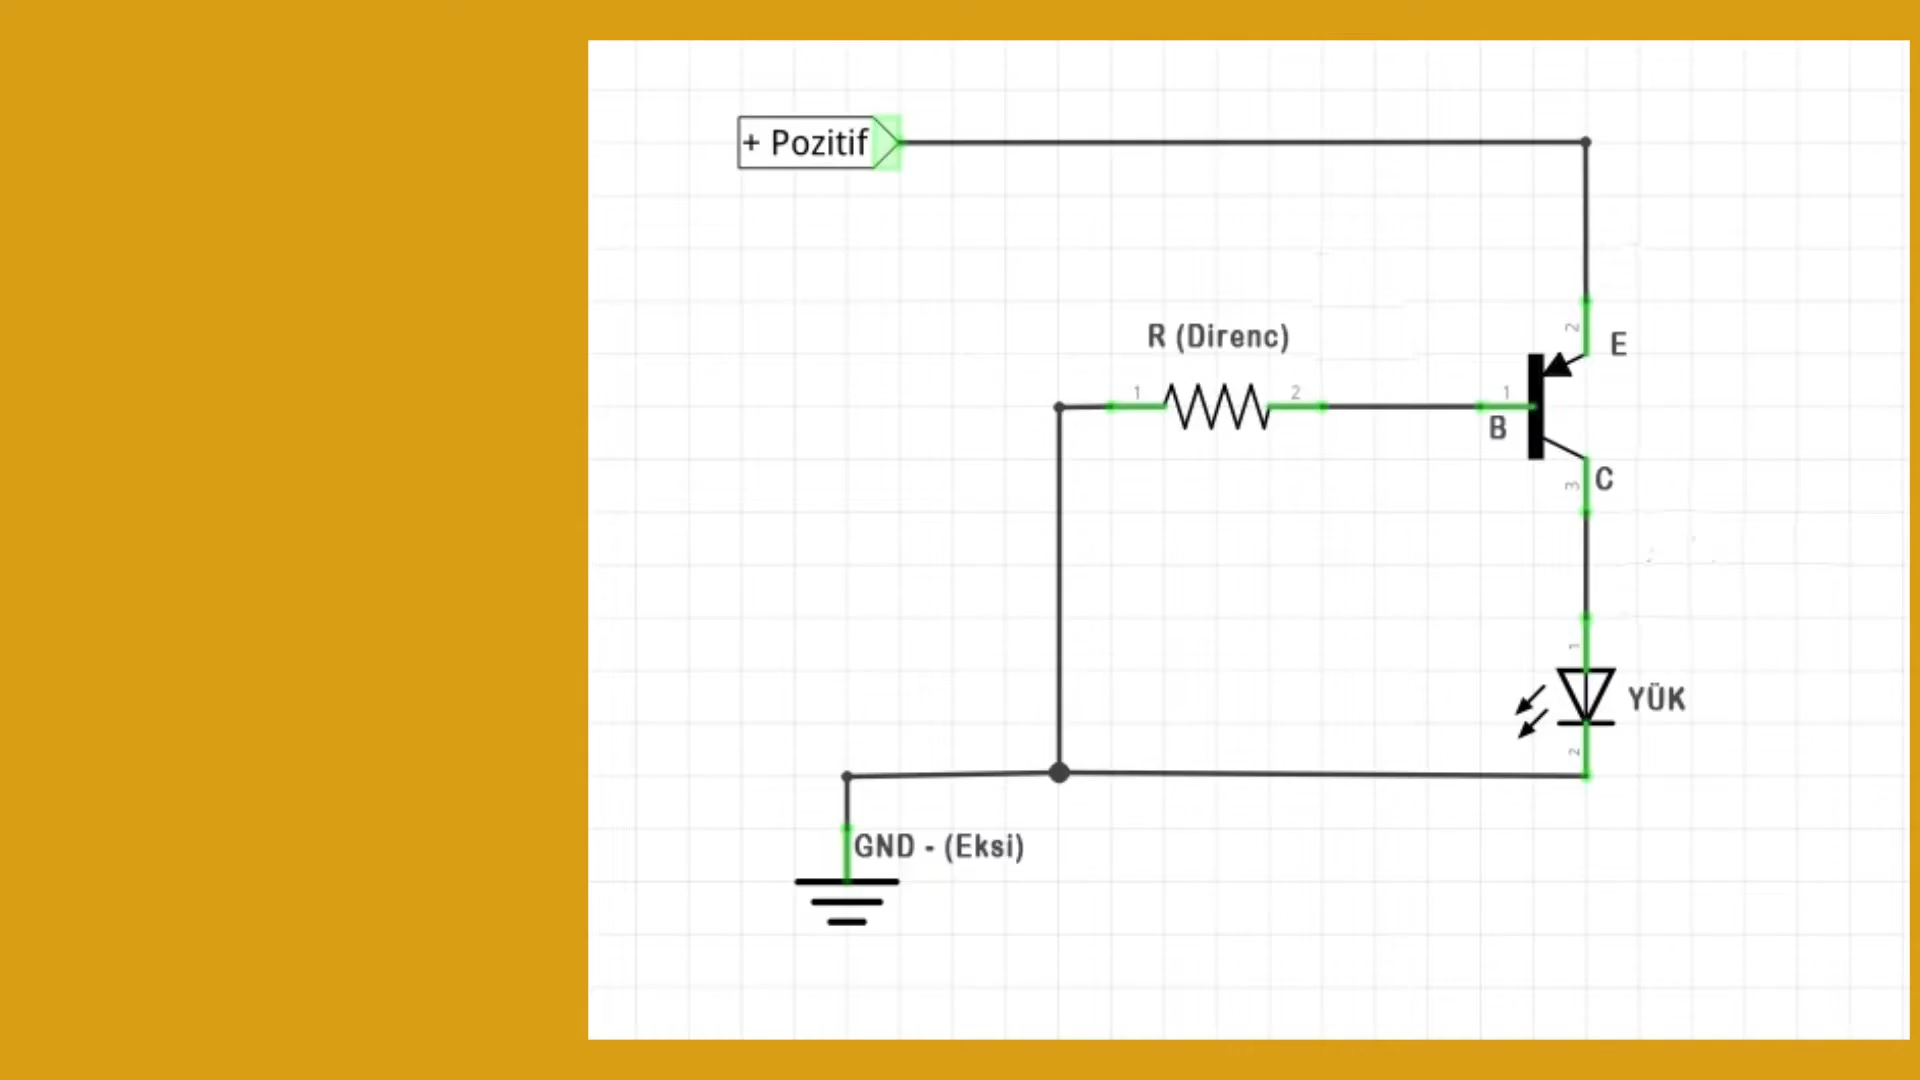 + Pozitif
R (Direnc)
1
2
1
B
2
E
3
C
1
YÜK
2
GND - (Eksi)